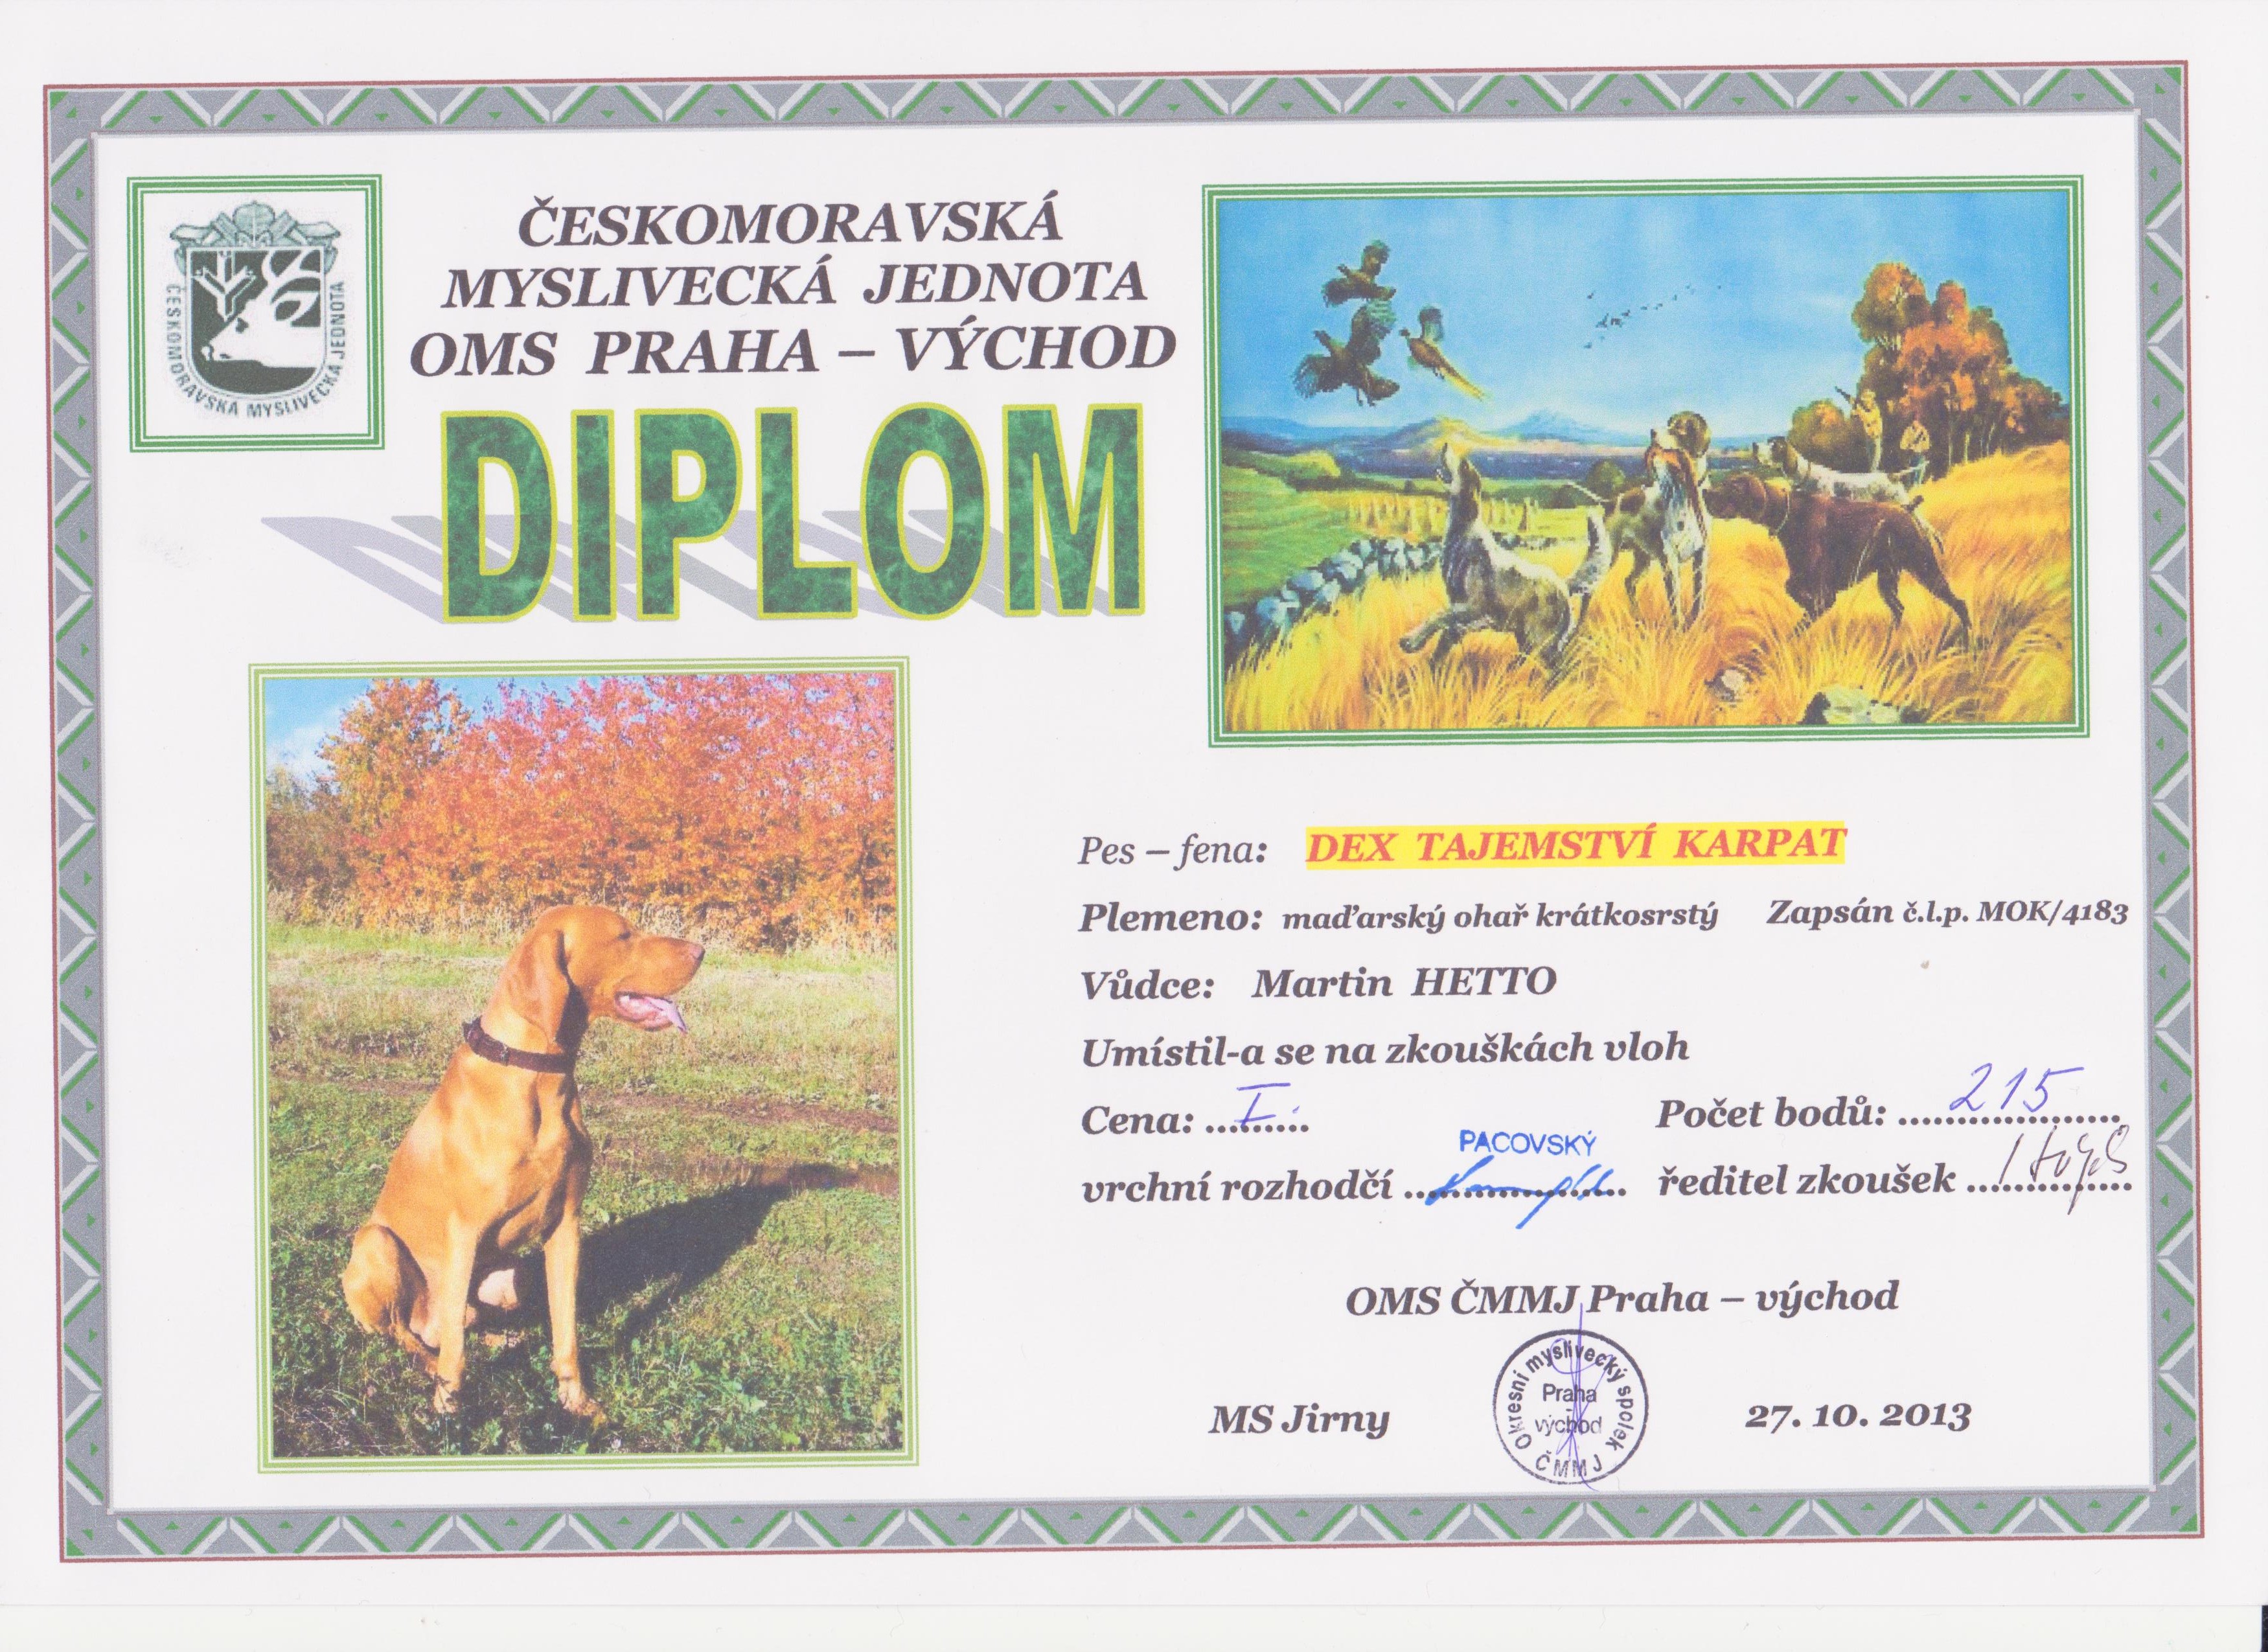 ČESKOMORAVSKÁ
MYSLIVECKÁ JEDNOTA
OMS PRAHA – VÝCHOD
ČESKOMORAVSKÁ MYSLIVECKÁ JEDNOTA
DIPLOM
Pes – fena: DEX TAJEMSTVÍ KARPAT
Plemeno: maďarský ohař krátkosrstý Zapsán č.l.p. MOK/4183
Vůdce: Martin HETTO
Umístil-a se na zkouškách vloh
Cena: ..I........ Počet bodů: ....215....
PACOVSKÝ
vrchní rozhodčí .................... ředitel zkoušek ...............
OMS ČMMJ Praha – východ
MS Jirny
Okresní myslivecký spolek
Praha
východ
ČMMJ
27. 10. 2013